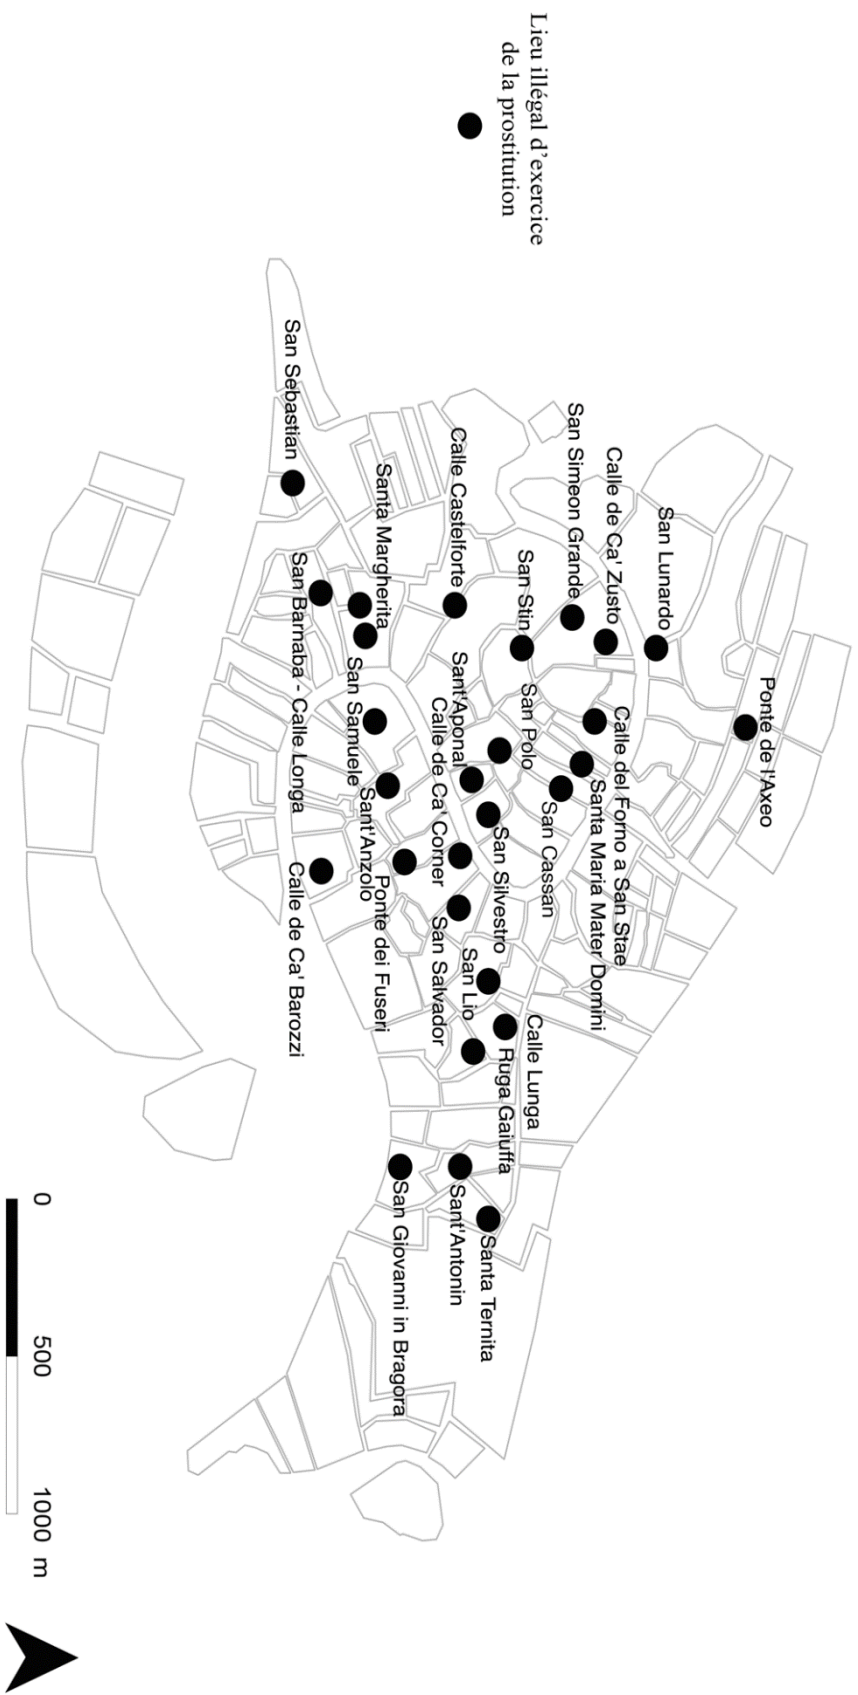 Lieu illégal d'exercice
de la prostitution
Ponte de l'Axeo
San Lunardo
Calle de Ca' Zusto
San Simeon Grande
Calle del Forno a San Stae
Santa Maria Mater Domini
San Stin
San Cassan
San Polo
Calle Castelforte
Sant'Aponal
Calle de Ca' Corner
San Silvestro
Santa Margherita
San Samuele
Sant'Anzolo
Ponte dei Fuseri
San Salvador
San Lio
Calle Lunga
Ruga Gaiuffa
San Sebastian
San Barnaba - Calle Longa
Calle de Ca' Barozzi
Santa Ternita
Sant'Antonin
San Giovanni in Bragora
0 500 1000 m